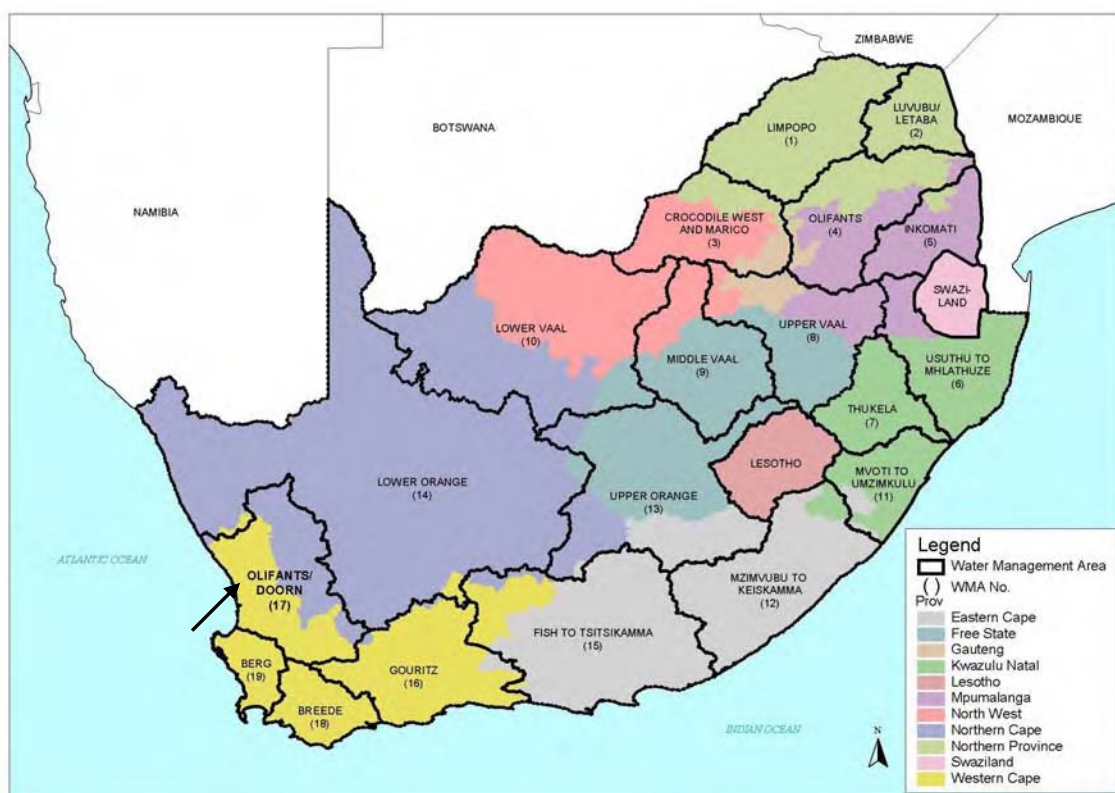 ZIMBABWE
LUVUBU/
LETABA
(2)
MOZAMBIQUE
BOTSWANA
LIMPOPO
(1)
NAMIBIA
CROCODILE WEST
AND MARICO
(3)
OLIFANTS
(4)
INKOMATI
(5)
SWAZI-
LAND
LOWER VAAL
(10)
UPPER VAAL
(8)
MIDDLE VAAL
(9)
USUTHU TO
MHLATHUZE
(6)
THUKELA
(7)
LESOTHO
LOWER ORANGE
(14)
UPPER ORANGE
(13)
MVOTI TO
UMZIMKULU
(11)
ATLANTIC OCEAN
OLIFANTS/
DOORN
(17)
MZIMVUBU TO
KEISKAMMA
(12)
FISH TO TSITSIKAMMA
(15)
BERG
(19)
GOURITZ
(16)
BREEDE
(18)
INDIAN OCEAN
N
Legend
Water Management Area
( ) WMA No.
Prov
Eastern Cape
Free State
Gauteng
Kwazulu Natal
Lesotho
Mpumalanga
North West
Northern Cape
Northern Province
Swaziland
Western Cape